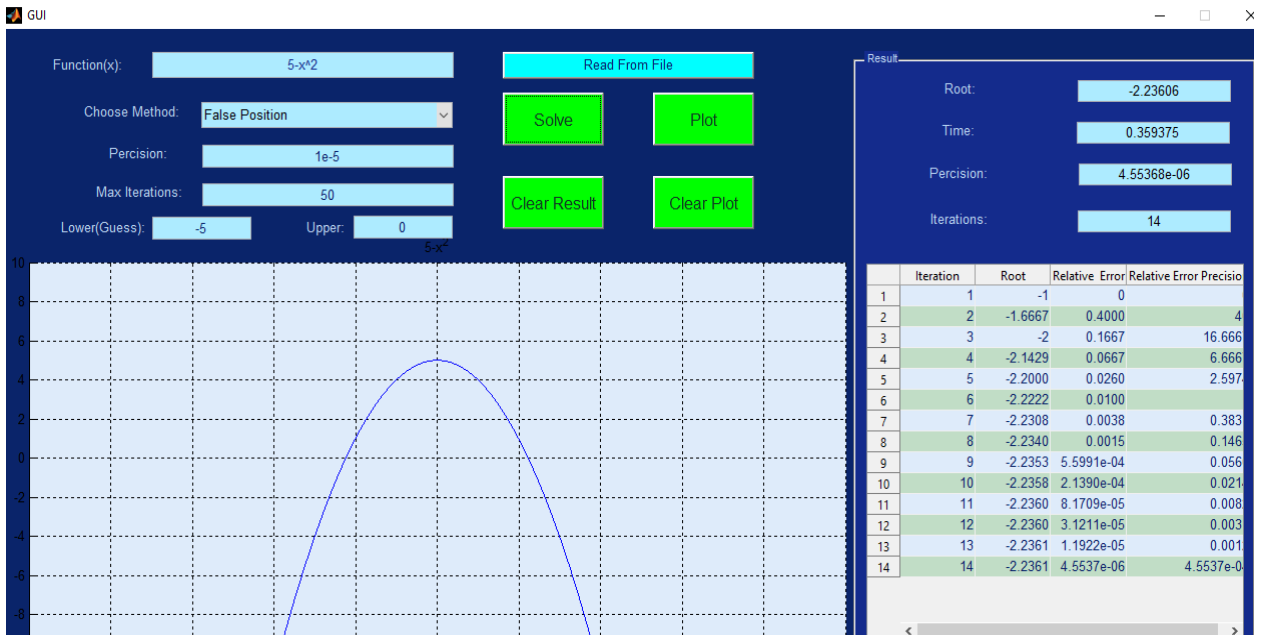 GUI
Function(x): 5-x^2 Read From File
Choose Method: False Position Solve Plot
Percision: 1e-5
Max Iterations: 50 Clear Result Clear Plot
Lower(Guess): -5 Upper: 0
5-x^2
10
8
6
4
2
0
-2
-4
-6
-8
Result
Root: -2.23606
Time: 0.359375
Percision: 4.55368e-06
Iterations: 14
Iteration Root Relative Error Relative Error Precisio
1 1 -1 0
2 2 -1.6667 0.4000 4
3 3 -2 0.1667 16.666
4 4 -2.1429 0.0667 6.666
5 5 -2.2000 0.0260 2.597
6 6 -2.2222 0.0100
7 7 -2.2308 0.0038 0.383
8 8 -2.2340 0.0015 0.146
9 9 -2.2353 5.5991e-04 0.056
10 10 -2.2358 2.1390e-04 0.021
11 11 -2.2360 8.1709e-05 0.008
12 12 -2.2360 3.1211e-05 0.003
13 13 -2.2361 1.1922e-05 0.001
14 14 -2.2361 4.5537e-06 4.5537e-0